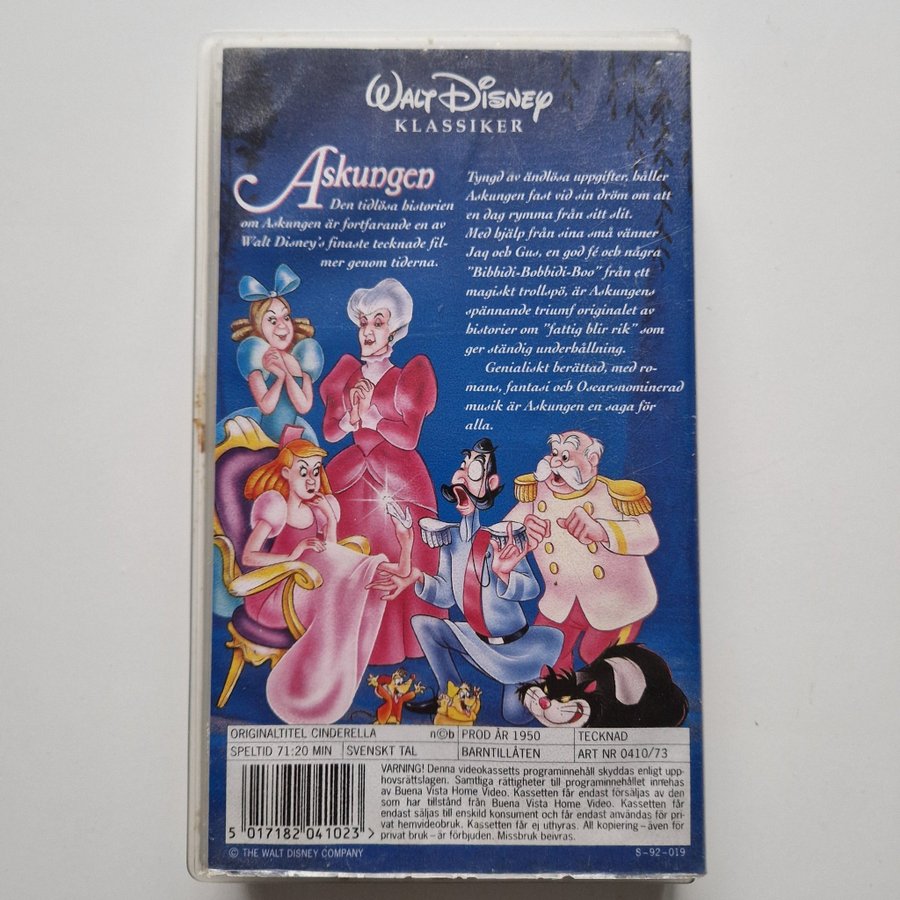 WALT DISNEY
KLASSIKER
Askungen
Den tidlösa historien
om Askungen är fortfarande en av
Walt Disney's finaste tecknade fil-
mer genom tiderna.
Tyngd av ändlösa uppgifter, håller
Askungen fast vid sin dröm om att
en dag rymma från sitt slit.
Med hjälp från sina små vänner
Jaq och Gus, en god fé och några
"Bibbidi-Bobbidi-Boo" från ett
magiskt trollspö, är Askungens
spännande triumf originalet av
historier om "fattig blir rik" som
ger ständig underhållning.
Genialiskt berättad, med ro-
mans, fantasi och Oscarsnominerad
musik är Askungen en saga för
alla.
ORIGINALTITEL CINDERELLA n©b PROD ÅR 1950 TECKNAD
SPELTID 71:20 MIN SVENSKT TAL BARNTILLÅTEN ART NR 0410/73
VARNING! Denna videokassetts programinnehåll skyddas enligt upp-
hovsrättslagen. Samtliga rättigheter till programinnehållet innehas
av Buena Vista Home Video. Kassetten får endast försäljas av den
som har tillstånd från Buena Vista Home Video. Kassetten får
endast säljas till enskild konsument och får endast användas för pri-
vat hemvideobruk. Kassetten får ej uthyras. All kopiering – även för
privat bruk – är förbjuden. Missbruk beivras.
5 017182 041023 >
© THE WALT DISNEY COMPANY
S-92-019